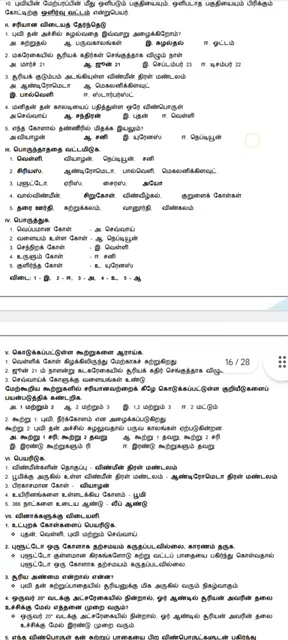 10. புவியின் மேற்பரப்பின் மீது ஒளிபடும் பகுதியையும், ஒளிபடாத பகுதியையும் பிரிக்கும்
கோட்டிற்கு ஒளிர்வு வட்டம் என்றுபெயர்.
II. சரியான விடையைத் தேர்ந்தெடு
1. புவி தன் அச்சில் சுழல்வதை இவ்வாறு அழைக்கிறோம்?
அ. சுற்றுதல் ஆ. பருவகாலங்கள் இ. சுழல்தல் ஈ. ஓட்டம்
2. மகரரேகையில் சூரியக் கதிர்கள் செங்குத்தாக விழும் நாள்
அ. மார்ச் 21 ஆ. ஜூன் 21 இ. செப்டம்பர் 23 ஈ. டிசம்பர் 22
3. சூரியக் குடும்பம் அடங்கியுள்ள விண்மீன் திரள் மண்டலம்
அ. ஆண்டிரோமெடா ஆ. மெகலனிக்கிளவுட்
இ. பால்வெளி ஈ. ஸ்டார்பர்ஸ்ட்
4. மனிதன் தன் காலடியைப் பதித்துள்ள ஒரே விண்பொருள்
அ செவ்வாய் ஆ. சந்திரன் இ. புதன் ஈ. வெள்ளி
5. எந்த கோளால் தண்ணீரில் மிதக்க இயலும்?
அ.வியாழன் ஆ. சனி இ. யுரேனஸ் ஈ. நெப்டியூன்
III. பொருந்தாததை வட்டமிடுக.
1. வெள்ளி, வியாழன், நெப்டியூன், சனி
2. சிரியஸ், ஆண்டிரோமெடா, பால்வெளி, மெகலனிக்கிளவுட்
3. புளுட்டோ, ஏரிஸ், சைரஸ், அயோ
4. வால்விண்மீன், சிறுகோள், விண்வீழ்கல், குறுளைக் கோள்கள்
5. தரை ஊர்தி, சுற்றுக்கலம், வானூர்தி, விண்கலம்
IV. பொருத்துக.
1. வெப்பமான கோள் - அ. செவ்வாய்
2. வளையம் உள்ள கோள் - ஆ. நெப்டியூன்
3. செந்நிறக் கோள் - இ. வெள்ளி
4. உருளும் கோள் - ஈ. சனி
5. குளிர்ந்த கோள் - உ. யுரேனஸ்
விடை: 1 - இ, 2 - ஈ, 3 - அ, 4 - உ, 5 - ஆ
V. கொடுக்கப்பட்டுள்ள கூற்றுகளை ஆராய்க.
1. வெள்ளிக் கோள் கிழக்கிலிருந்து மேற்காகச் சுற்றுகிறது
16 / 28
2. ஜூன் 21 ம் நாளன்று கடகரேகையில் சூரியக் கதிர் செங்குத்தாக
3. செவ்வாய்க் கோளுக்கு வளையங்கள் உண்டு
மேற்கூறிய கூற்றுகளில் சரியானவற்றைக் கீழே கொடுக்கப்பட்டுள்ள குறியீடுகளைப்
பயன்படுத்திக் கண்டறிக.
அ. 1 மற்றும் 2 ஆ. 2 மற்றும் 3 இ. 1,2 மற்றும் 3 ஈ. 2 மட்டும்
2. கூற்று 1. புவி, நீர்க்கோளம் என அழைக்கப்படுகிறது.
கூற்று 2. புவி தன் அச்சில் சுழலுவதால் பருவ காலங்கள் ஏற்படுகின்றன.
அ. கூற்று 1 சரி; கூற்று 2 தவறு ஆ. கூற்று 1 தவறு, கூற்று 2 சரி
இ. இரண்டு கூற்றுகளும் சரி ஈ. இரண்டு கூற்றுகளும் தவறு
VI. பெயரிடுக.
1. விண்மீன்களின் தொகுப்பு - விண்மீன் திரள் மண்டலம்
2. பூமிக்கு அருகில் உள்ள விண்மீன் திரள் மண்டலம் - ஆண்டிரோமெடா திரள் மண்டலம்
3. பிரகாசமான கோள் - வியாழன்
4. உயிரினங்களை உள்ளடக்கிய கோளம் - பூமி
5. 366 நாட்களை உடைய ஆண்டு - லீப் ஆண்டு
VII. வினாக்களுக்கு விடையளி.
1. உட்புறக் கோள்களைப் பெயரிடுக.
❖ புதன், வெள்ளி, புவி மற்றும் செவ்வாய்
2. புளுட்டோ ஒரு கோளாக தற்சமயம் கருதப்படவில்லை, காரணம் தருக.
❖ புளுட்டோ குள்ளமான கிரகங்களோடு சுற்று வட்டப் பாதையை பகிர்ந்து கொள்வதால்
புளுட்டோ ஒரு கோளாக தற்சமயம் கருதப்படவில்லை.
3. சூரிய அண்மை என்றால் என்ன?
❖ புவி தன் சுற்றுப்பாதையில் சூரியனுக்கு மிக அருகில் வரும் நிகழ்வாகும்
4. ஒருவர் 20° வடக்கு அட்சரேகையில் நின்றால், ஓர் ஆண்டில் சூரியன் அவரின் தலை
உச்சிக்கு மேல் எத்தனை முறை வரும்?
❖ ஒருவர் 20° வடக்கு அட்சரேகையில் நின்றால், ஓர் ஆண்டில் சூரியன் அவரின் தலை
உச்சிக்கு மேல் இரண்டு முறை வரும்
5. எந்த விண்பொருள் தன் சுற்றுப் பாதையை பிற விண்பொருட்களுடன் பகிர்ந்து